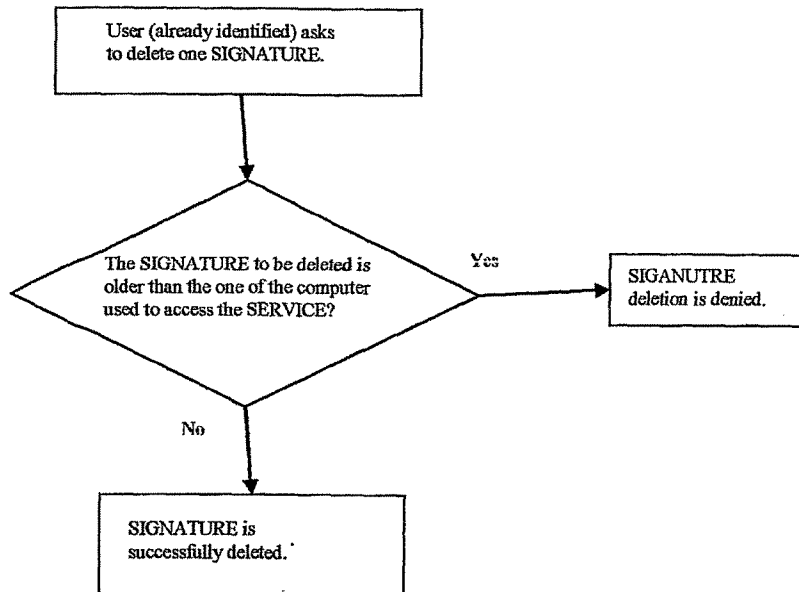 User (already identified) asks
to delete one SIGNATURE.
The SIGNATURE to be deleted is
older than the one of the computer
used to access the SERVICE?
Yes
SIGANUTRE
deletion is denied.
No
SIGNATURE is
successfully deleted.